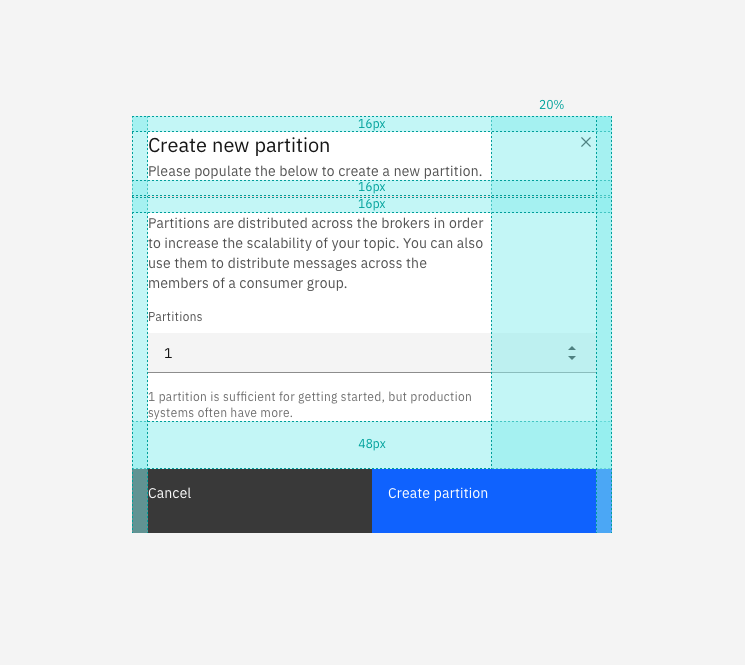 20%
16px
Create new partition
Please populate the below to create a new partition.
16px
16px
Partitions are distributed across the brokers in order
to increase the scalability of your topic. You can also
use them to distribute messages across the
members of a consumer group.
Partitions
1
1 partition is sufficient for getting started, but production
systems often have more.
48px
Cancel
Create partition